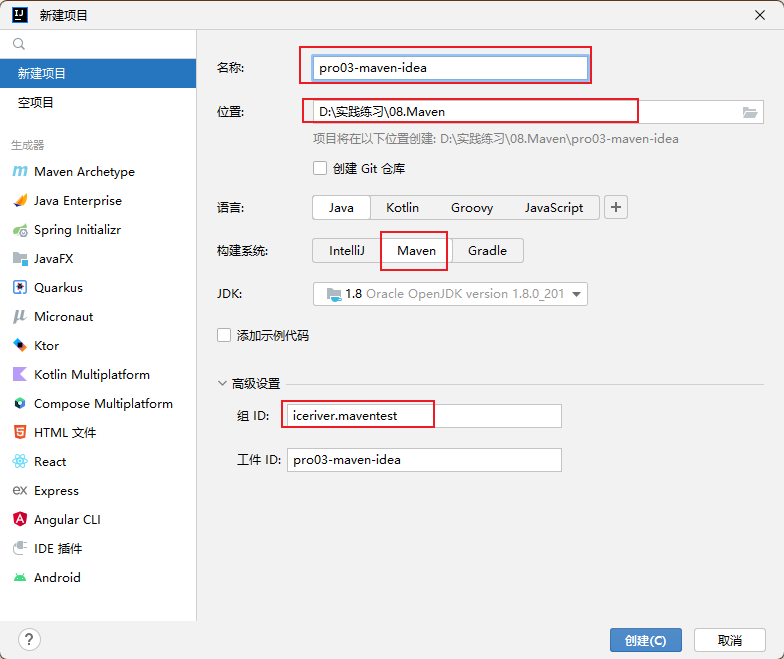 新建项目
新建项目
空项目
生成器
Maven Archetype
Java Enterprise
Spring Initializr
JavaFX
Quarkus
Micronaut
Ktor
Kotlin Multiplatform
Compose Multiplatform
HTML 文件
React
Express
Angular CLI
IDE 插件
Android
名称: pro03-maven-idea
位置: D:\实践练习\08.Maven
项目将在以下位置创建: D:\实践练习\08.Maven\pro03-maven-idea
创建 Git 仓库
语言: Java Kotlin Groovy JavaScript +
构建系统: IntelliJ Maven Gradle
JDK: 1.8 Oracle OpenJDK version 1.8.0_201
添加示例代码
高级设置
组 ID: iceriver.maventest
工件 ID: pro03-maven-idea
? 创建(C) 取消